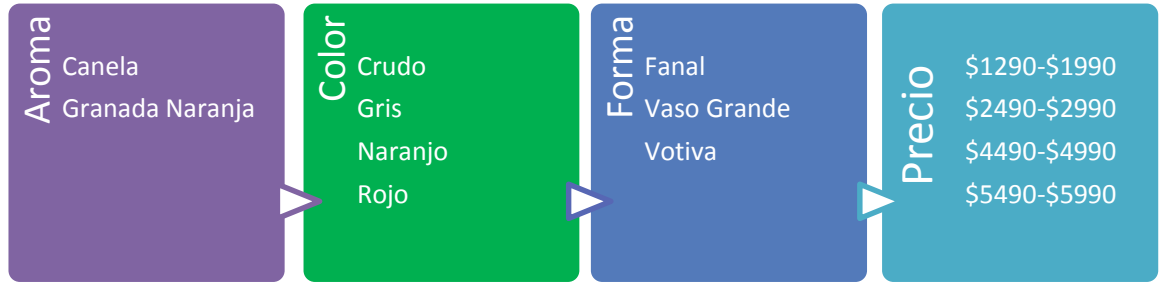 Aroma
Canela
Granada Naranja
Color
Crudo
Gris
Naranjo
Rojo
Forma
Fanal
Vaso Grande
Votiva
Precio
$1290-$1990
$2490-$2990
$4490-$4990
$5490-$5990